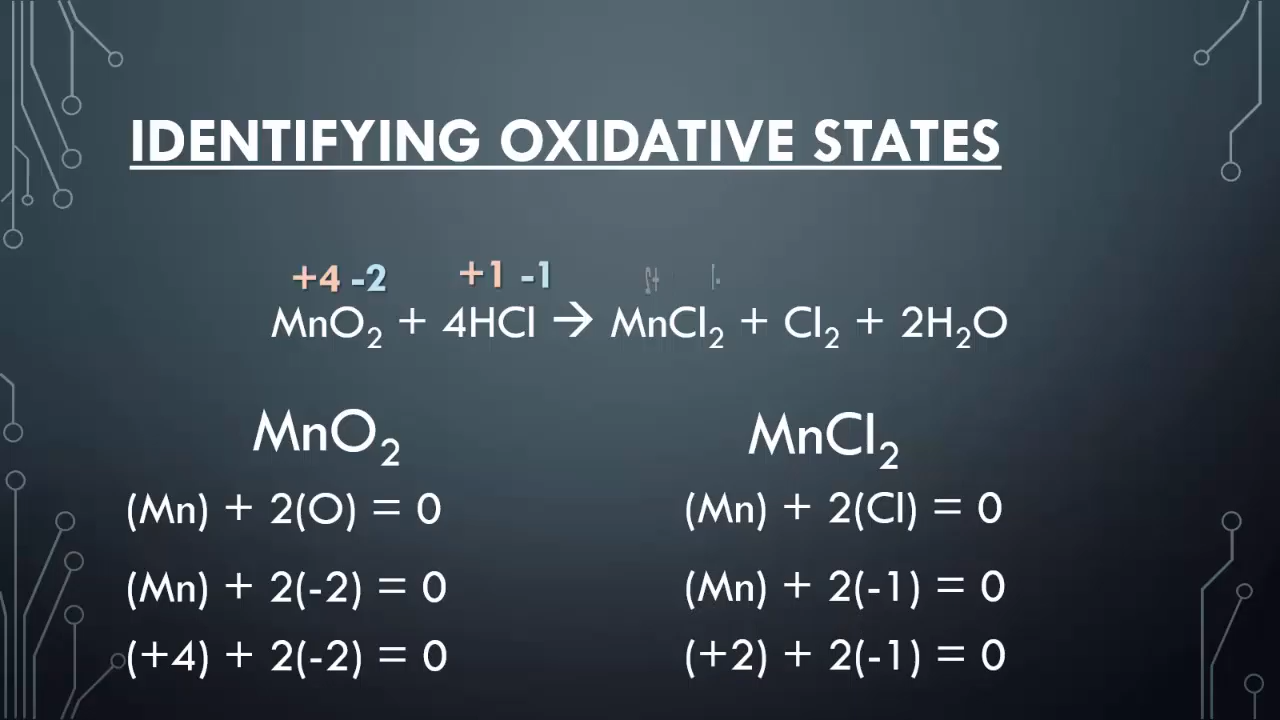 IDENTIFYING OXIDATIVE STATES
+4 -2 +1 -1
MnO₂ + 4HCl → MnCl₂ + Cl₂ + 2H₂O
MnO₂
(Mn) + 2(O) = 0
(Mn) + 2(-2) = 0
(+4) + 2(-2) = 0
MnCl₂
(Mn) + 2(Cl) = 0
(Mn) + 2(-1) = 0
(+2) + 2(-1) = 0